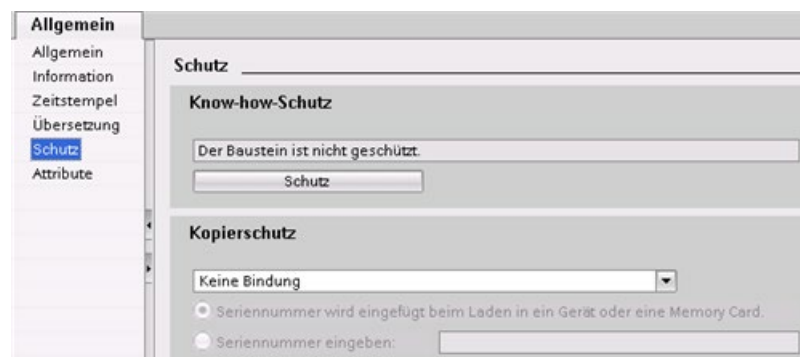 Allgemein
Allgemein
Information
Zeitstempel
Übersetzung
Schutz
Attribute
Schutz
Know-how-Schutz
Der Baustein ist nicht geschützt.
Schutz
Kopierschutz
Keine Bindung
Seriennummer wird eingefügt beim Laden in ein Gerät oder eine Memory Card.
Seriennummer eingeben: